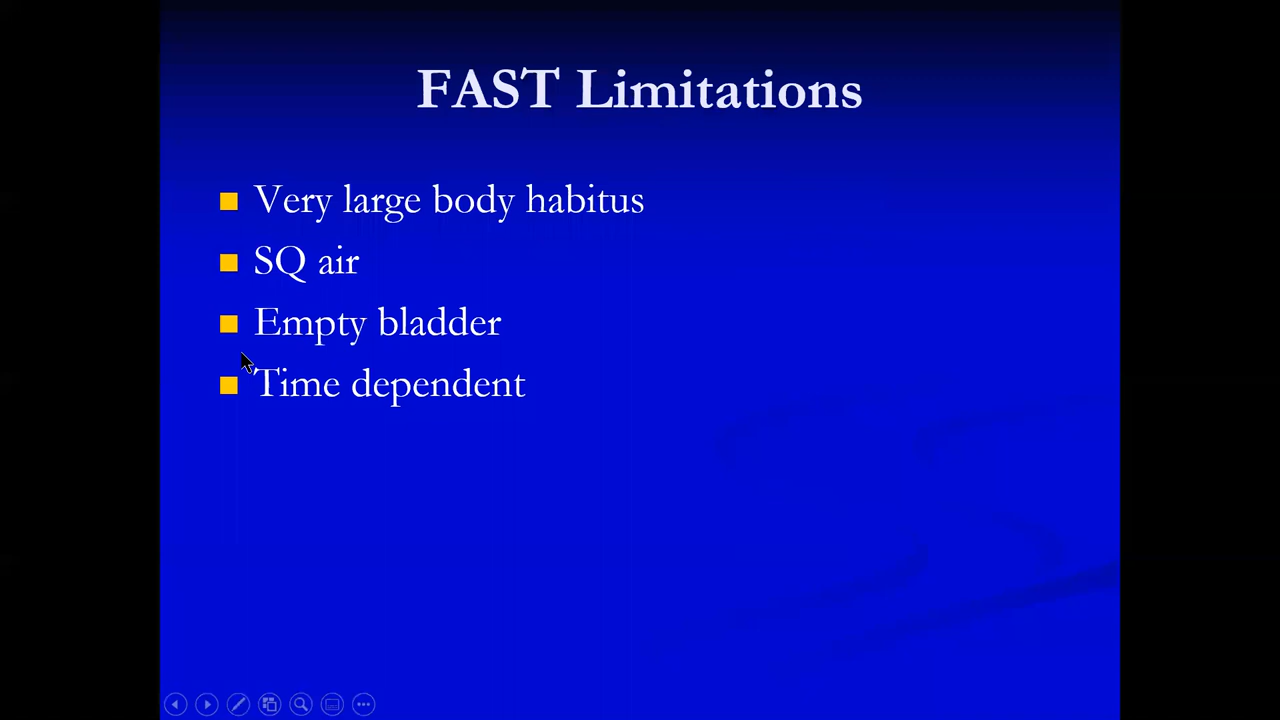 FAST Limitations
Very large body habitus
SQ air
Empty bladder
Time dependent